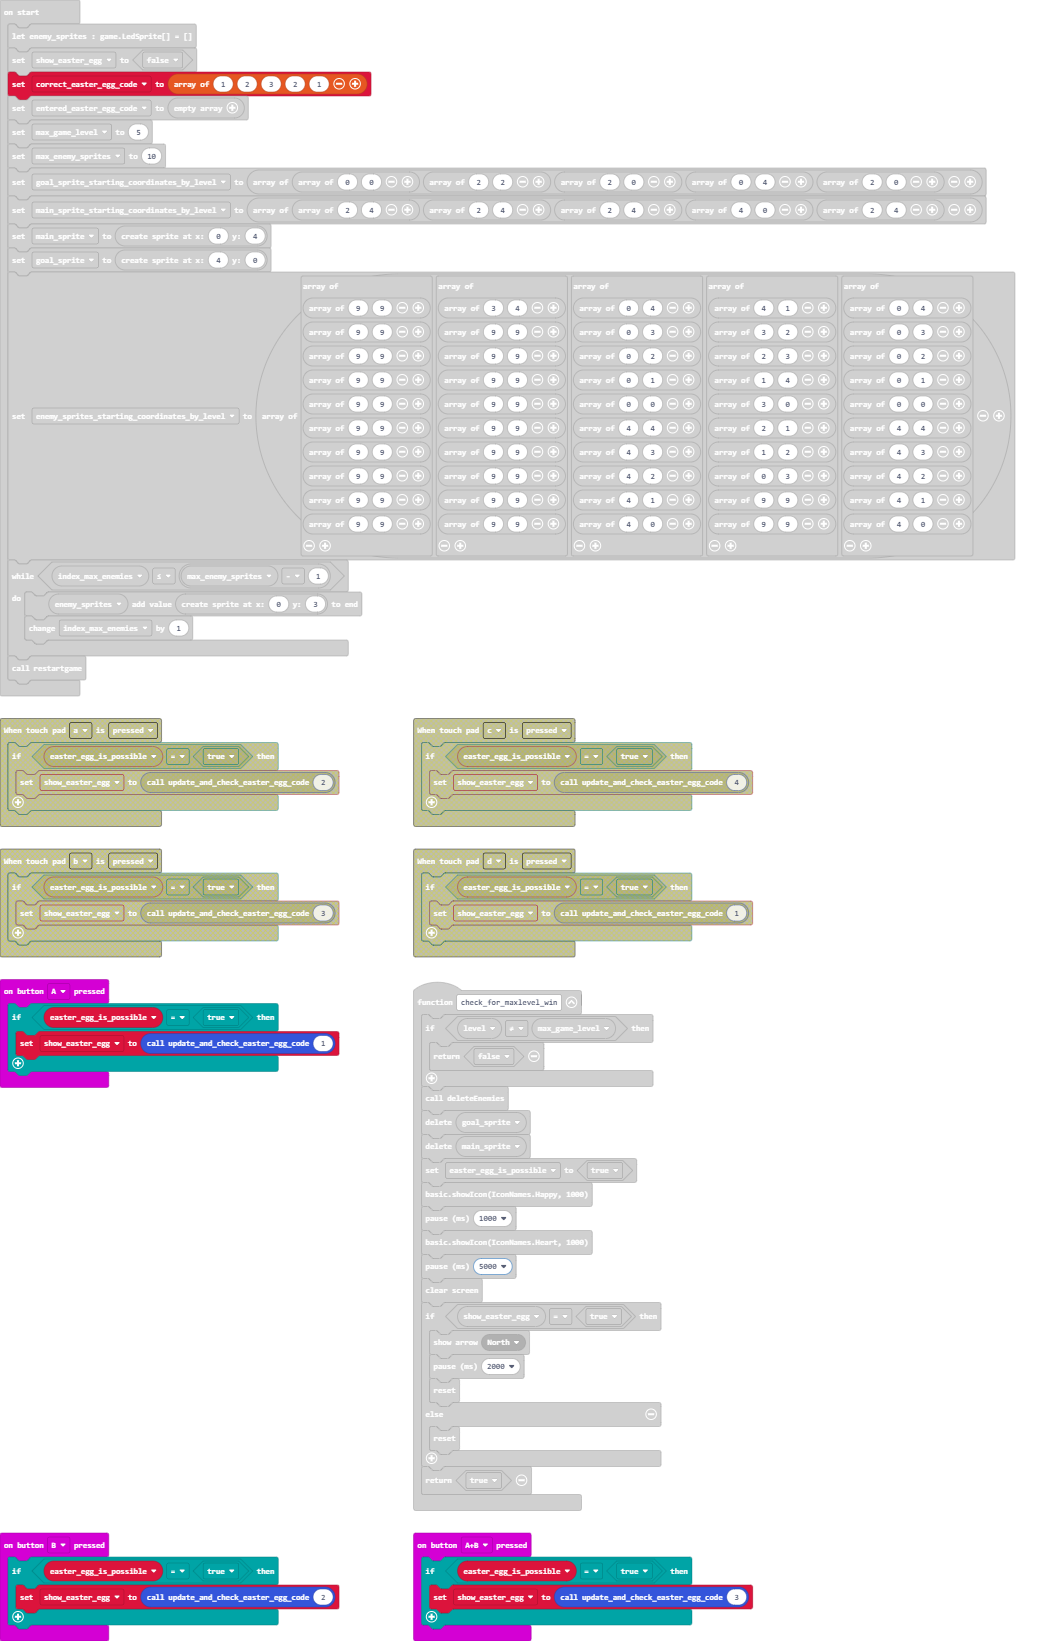 on start
let enemy_sprites : game.LedSprite[] = []
set show_easter_egg to false
set correct_easter_egg_code to array of 1 2 3 2 1
set entered_easter_egg_code to empty array
set max_game_level to 5
set max_enemy_sprites to 10
set goal_sprite_starting_coordinates_by_level to array of array of 0 0 array of 2 2 array of 2 0 array of 0 4 array of 2 0
set main_sprite_starting_coordinates_by_level to array of array of 2 4 array of 2 4 array of 2 4 array of 4 0 array of 2 4
set main_sprite to create sprite at x: 0 y: 4
set goal_sprite to create sprite at x: 4 y: 0
array of array of array of array of array of
array of 9 9 array of 3 4 array of 0 4 array of 4 1 array of 0 4
array of 9 9 array of 9 9 array of 0 3 array of 3 2 array of 0 3
array of 9 9 array of 9 9 array of 0 2 array of 2 3 array of 0 2
array of 9 9 array of 9 9 array of 0 1 array of 1 4 array of 0 1
array of 9 9 array of 9 9 array of 0 0 array of 3 0 array of 0 0
set enemy_sprites_starting_coordinates_by_level to array of
array of 9 9 array of 9 9 array of 4 4 array of 2 1 array of 4 4
array of 9 9 array of 9 9 array of 4 3 array of 1 2 array of 4 3
array of 9 9 array of 9 9 array of 4 2 array of 0 3 array of 4 2
array of 9 9 array of 9 9 array of 4 1 array of 9 9 array of 4 1
array of 9 9 array of 9 9 array of 4 0 array of 9 9 array of 4 0
while index_max_enemies max_enemy_sprites - 1
do
enemy_sprites add value create sprite at x: 0 y: 3 to end
change index_max_enemies by 1
call restartgame
When touch pad a is pressed
if easter_egg_is_possible = true then
set show_easter_egg to call update_and_check_easter_egg_code 2
When touch pad c is pressed
if easter_egg_is_possible = true then
set show_easter_egg to call update_and_check_easter_egg_code 4
When touch pad b is pressed
if easter_egg_is_possible = true then
set show_easter_egg to call update_and_check_easter_egg_code 3
When touch pad d is pressed
if easter_egg_is_possible = true then
set show_easter_egg to call update_and_check_easter_egg_code 1
on button A pressed
if easter_egg_is_possible = true then
set show_easter_egg to call update_and_check_easter_egg_code 1
function check_for_maxlevel_win
if level ≠ max_game_level then
return false
call deleteEnemies
delete goal_sprite
delete main_sprite
set easter_egg_is_possible to true
basic.showIcon(IconNames.Happy, 1000)
pause (ms) 1000
basic.showIcon(IconNames.Heart, 1000)
pause (ms) 5000
clear screen
if show_easter_egg = true then
show arrow North
pause (ms) 2000
reset
else
reset
return true
on button B pressed
if easter_egg_is_possible = true then
set show_easter_egg to call update_and_check_easter_egg_code 2
on button A+B pressed
if easter_egg_is_possible = true then
set show_easter_egg to call update_and_check_easter_egg_code 3